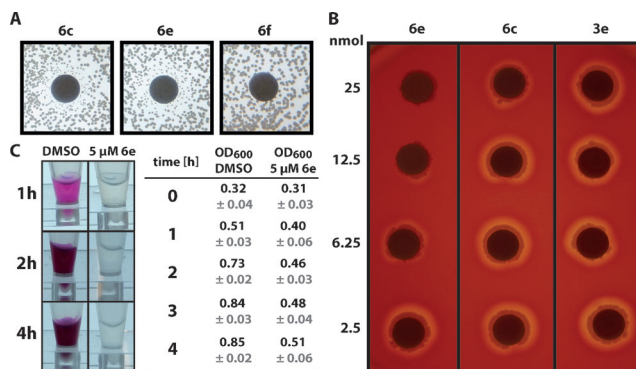 A
6c 6e 6f
B
6e 6c 3e
nmol
25
12.5
6.25
2.5
C
DMSO 5 µM 6e
1h
2h
4h
time [h] OD600 DMSO OD600 5 µM 6e
0 0.32 ± 0.04 0.31 ± 0.03
1 0.51 ± 0.03 0.40 ± 0.06
2 0.73 ± 0.02 0.46 ± 0.03
3 0.84 ± 0.03 0.48 ± 0.04
4 0.85 ± 0.02 0.51 ± 0.06